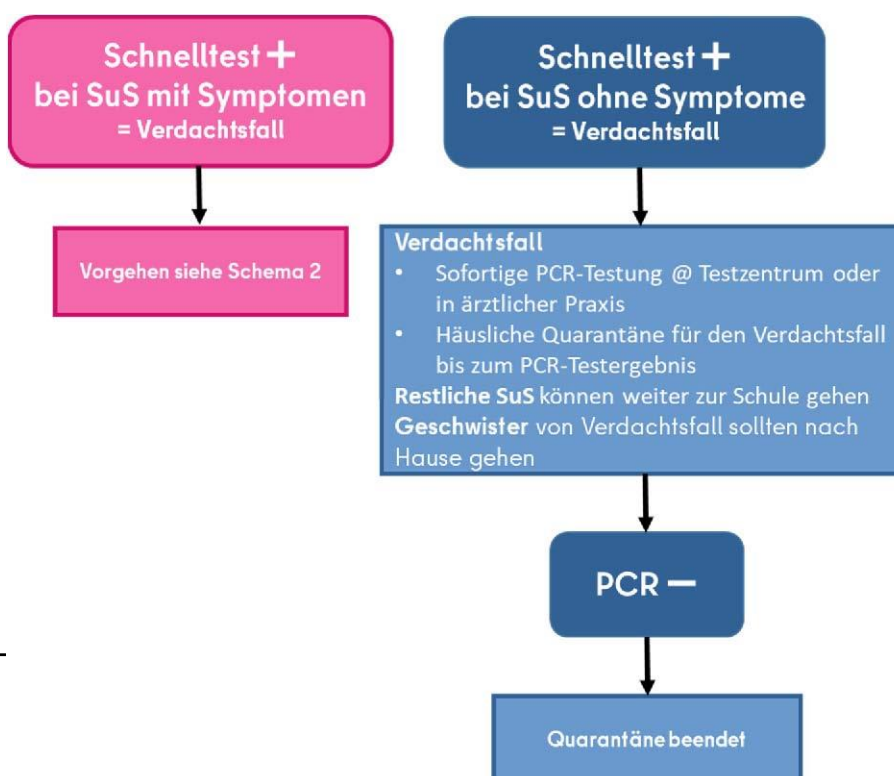 Schnelltest +
bei SuS mit Symptomen
= Verdachtsfall
Vorgehen siehe Schema 2
Schnelltest +
bei SuS ohne Symptome
= Verdachtsfall
Verdachtsfall
• Sofortige PCR-Testung @ Testzentrum oder
in ärztlicher Praxis
• Häusliche Quarantäne für den Verdachtsfall
bis zum PCR-Testergebnis
Restliche SuS können weiter zur Schule gehen
Geschwister von Verdachtsfall sollten nach
Hause gehen
PCR –
Quarantäne beendet